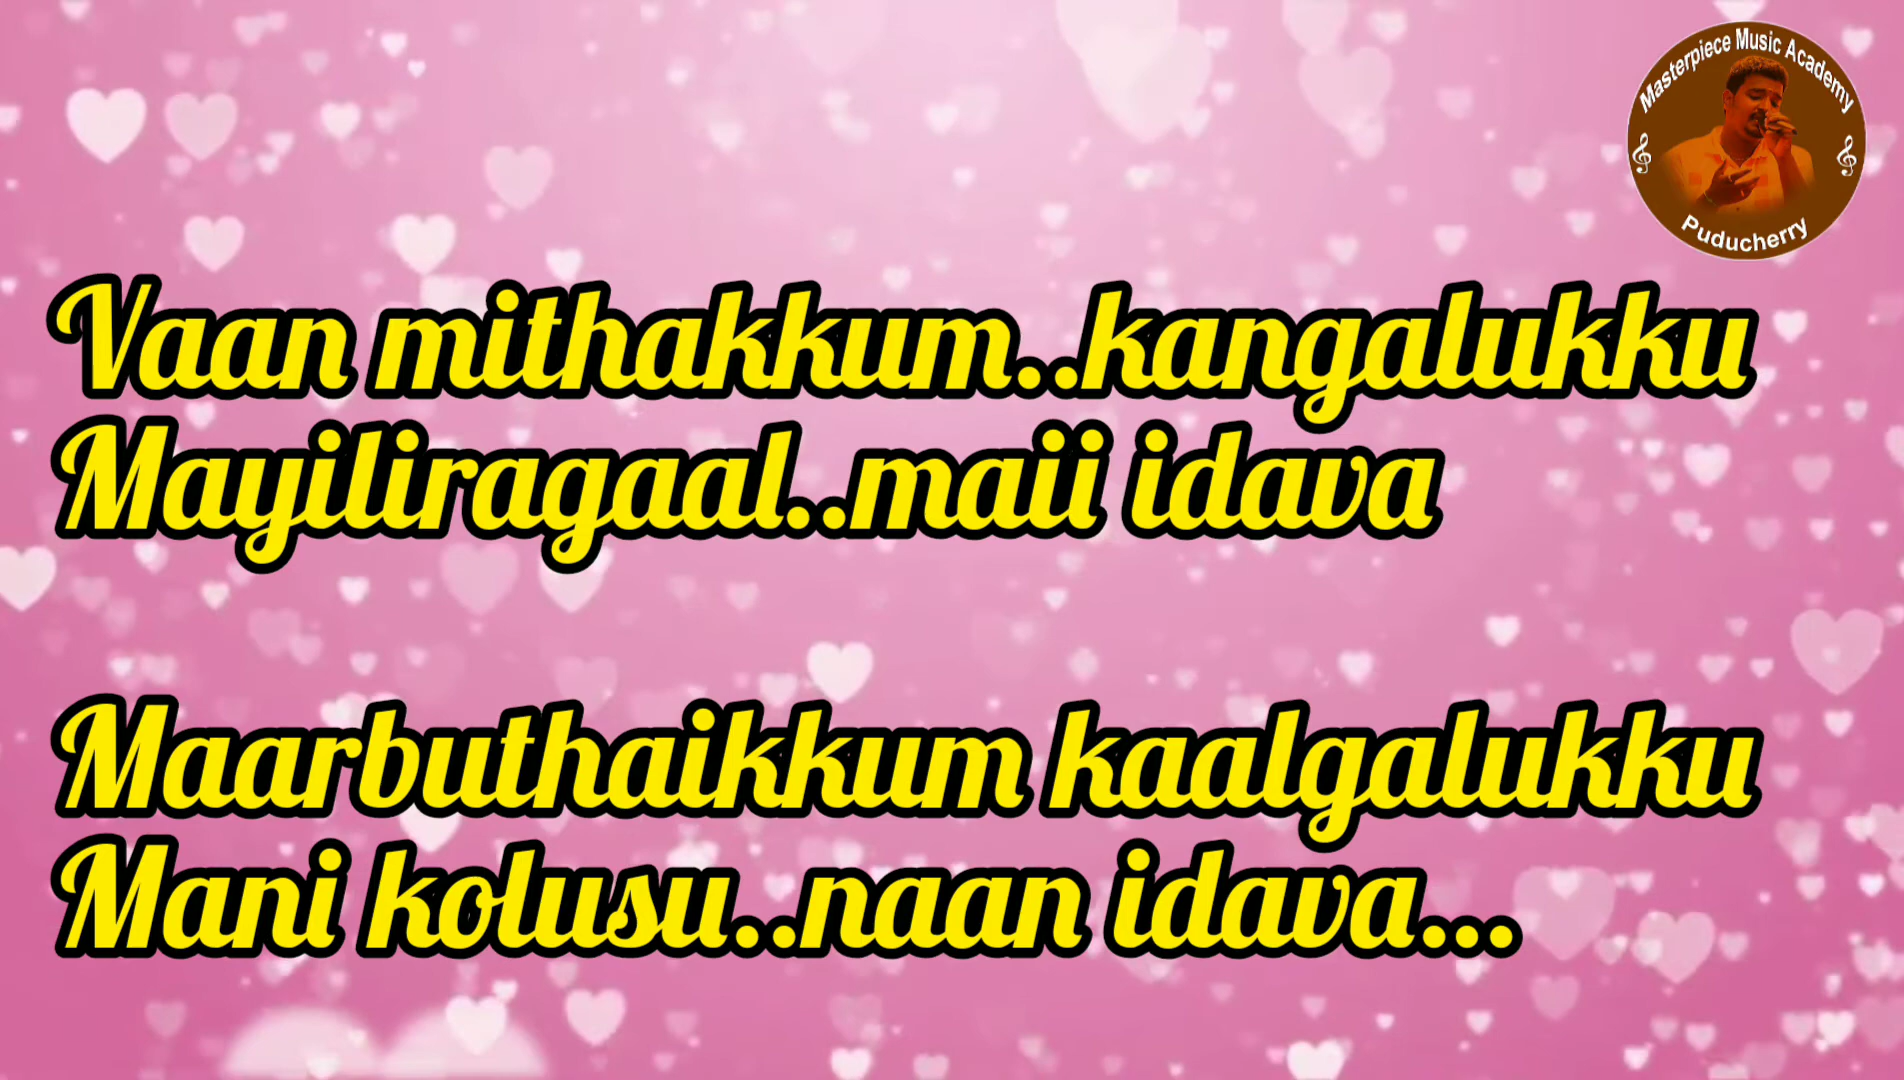 Masterpiece Music Academy
Puducherry
Vaan mithakkum..kangalukku
Mayiliragaal..maii idava
Maarbuthaikkum kaalgalukku
Mani kolusu..naan idava...